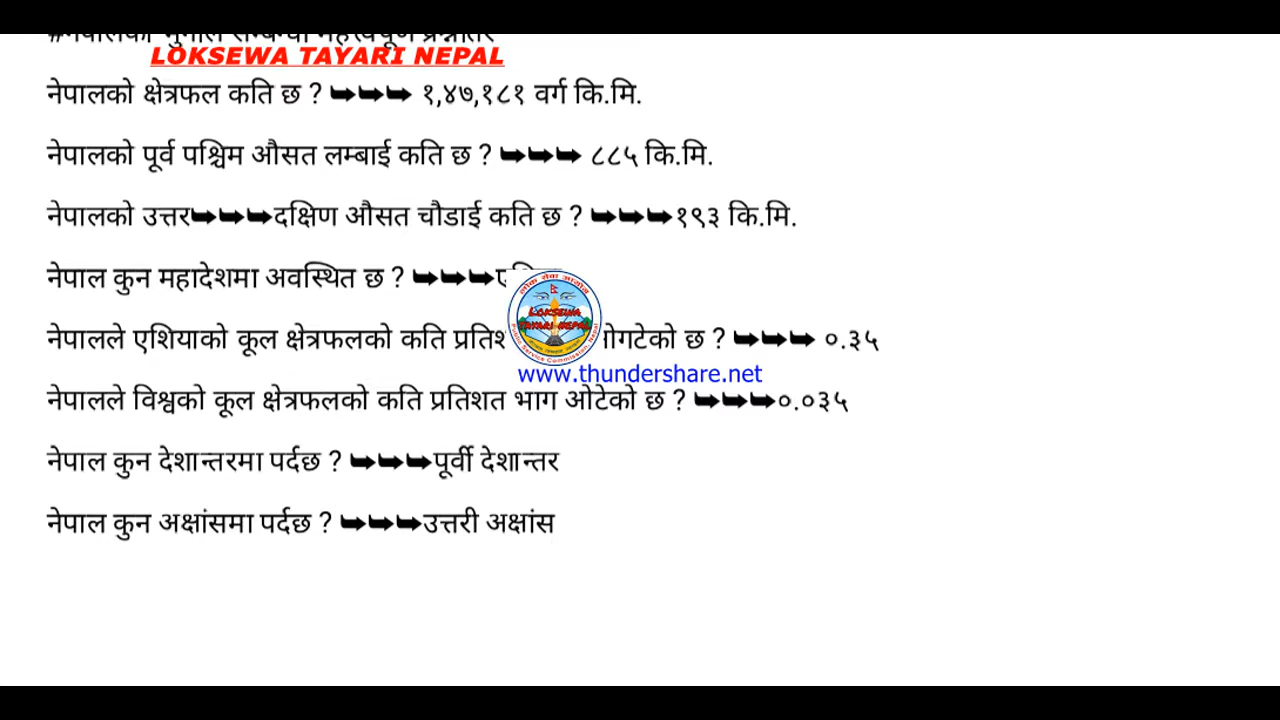 LOKSEWA TAYARI NEPAL
नेपालको क्षेत्रफल कति छ ? ➥➥➥ १,४७,१८१ वर्ग कि.मि.
नेपालको पूर्व पश्चिम औसत लम्बाई कति छ ? ➥➥➥ ८८५ कि.मि.
नेपालको उत्तर➥➥➥दक्षिण औसत चौडाई कति छ ? ➥➥➥१९३ कि.मि.
नेपाल कुन महादेशमा अवस्थित छ ? ➥➥➥
नेपालले एशियाको कूल क्षेत्रफलको कति छ ? ➥➥➥ ०.३५
www.thundershare.net
नेपालले विश्वको कूल क्षेत्रफलको कति प्रतिशत भाग ओटेको छ ? ➥➥➥०.०३५
नेपाल कुन देशान्तरमा पर्दछ ? ➥➥➥पूर्वी देशान्तर
नेपाल कुन अक्षांसमा पर्दछ ? ➥➥➥उत्तरी अक्षांस